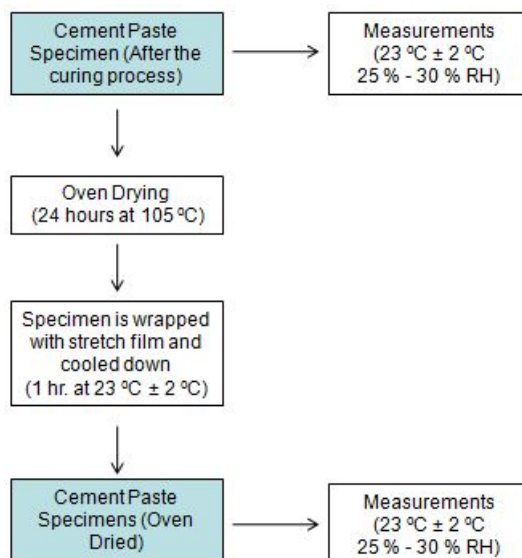 Cement Paste
Specimen (After the
curing process)
Measurements
(23 ºC ± 2 ºC
25 % - 30 % RH)
Oven Drying
(24 hours at 105 ºC)
Specimen is wrapped
with stretch film and
cooled down
(1 hr. at 23 ºC ± 2 ºC)
Cement Paste
Specimens (Oven
Dried)
Measurements
(23 ºC ± 2 ºC
25 % - 30 % RH)